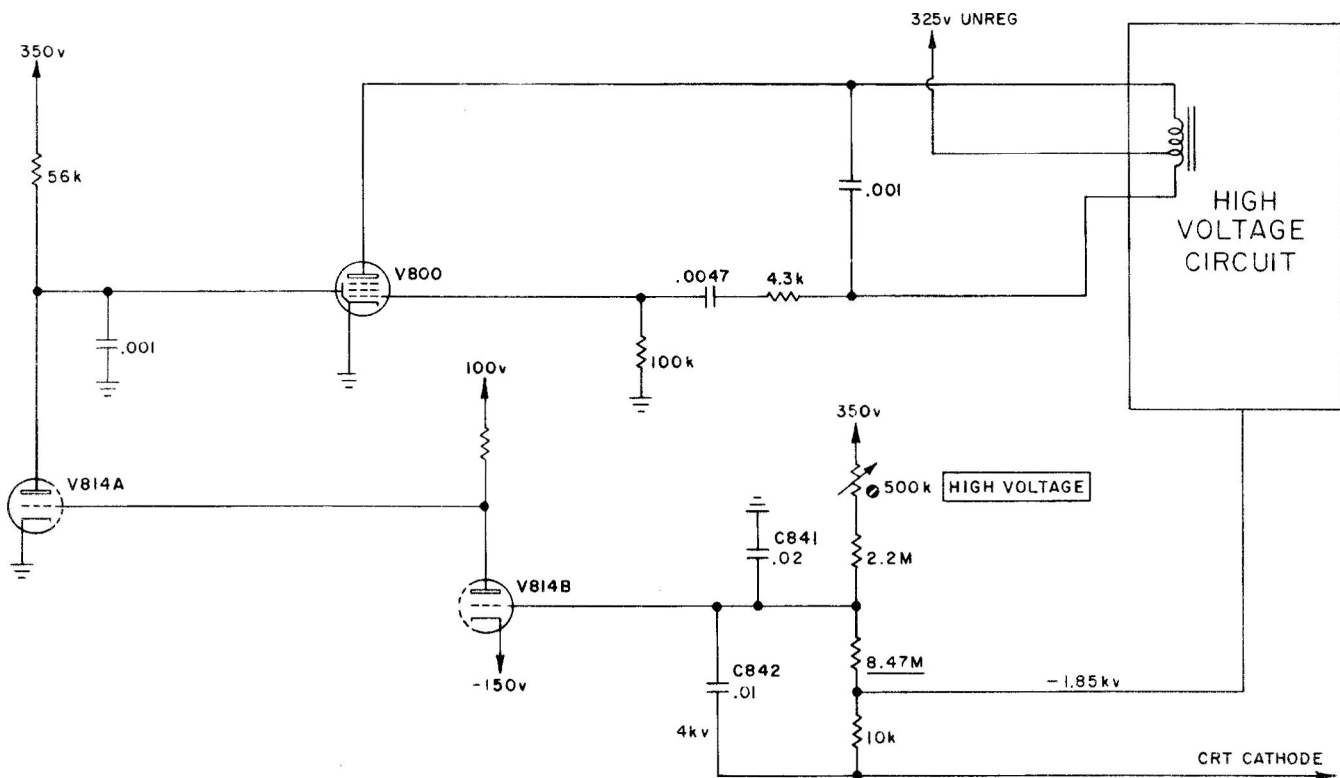 325v UNREG
350v
56k
V800
.001
.0047
4.3k
.001
100k
HIGH
VOLTAGE
CIRCUIT
100v
350v
500k
HIGH VOLTAGE
V814A
C841
.02
2.2M
V814B
-150v
C842
.01
8.47M
-1.85kv
4kv
10k
CRT CATHODE